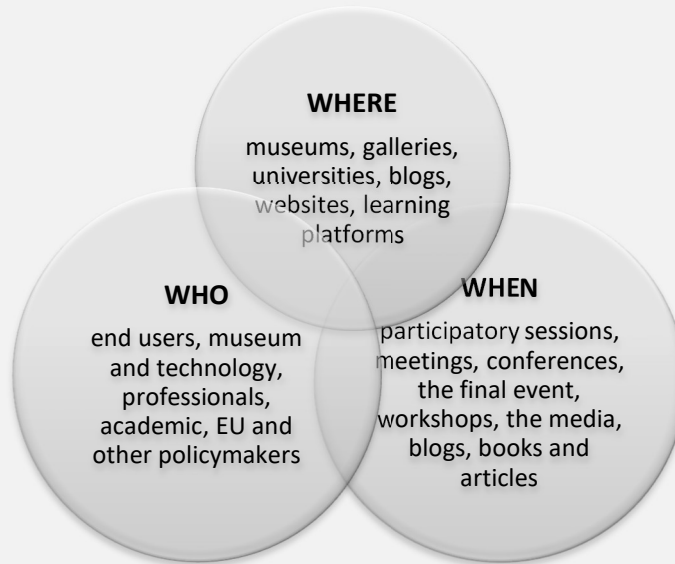 WHERE
museums, galleries,
universities, blogs,
websites, learning
platforms
WHO
end users, museum
and technology,
professionals,
academic, EU and
other policymakers
WHEN
participatory sessions,
meetings, conferences,
the final event,
workshops, the media,
blogs, books and
articles